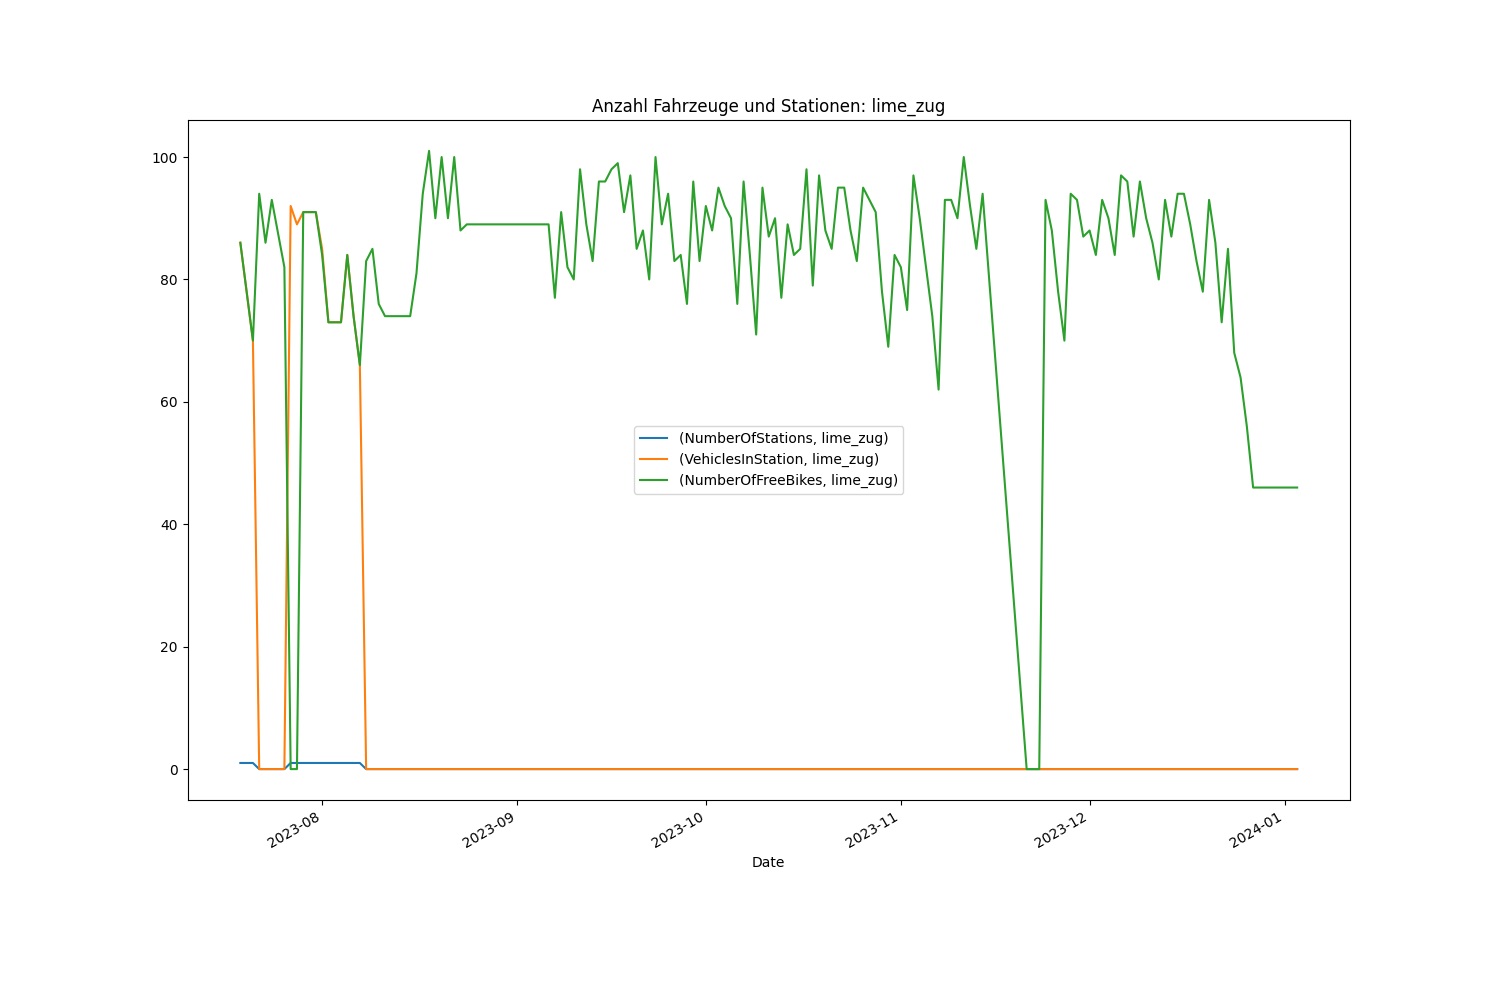 Anzahl Fahrzeuge und Stationen: lime_zug
100
80
60
40
20
0
(NumberOfStations, lime_zug)
(VehiclesInStation, lime_zug)
(NumberOfFreeBikes, lime_zug)
2023-08
2023-09
2023-10
2023-11
2023-12
2024-01
Date